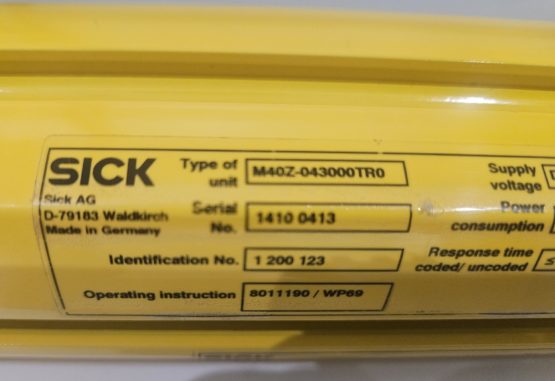 SICK
Sick AG
D-79183 Waldkirch
Made in Germany
Type of unit M40Z-043000TR0
Serial No. 1410 0413
Identification No. 1 200 123
Operating instruction 8011190 / WP69
Supply voltage
Power consumption
Response time coded/ uncoded
SICK